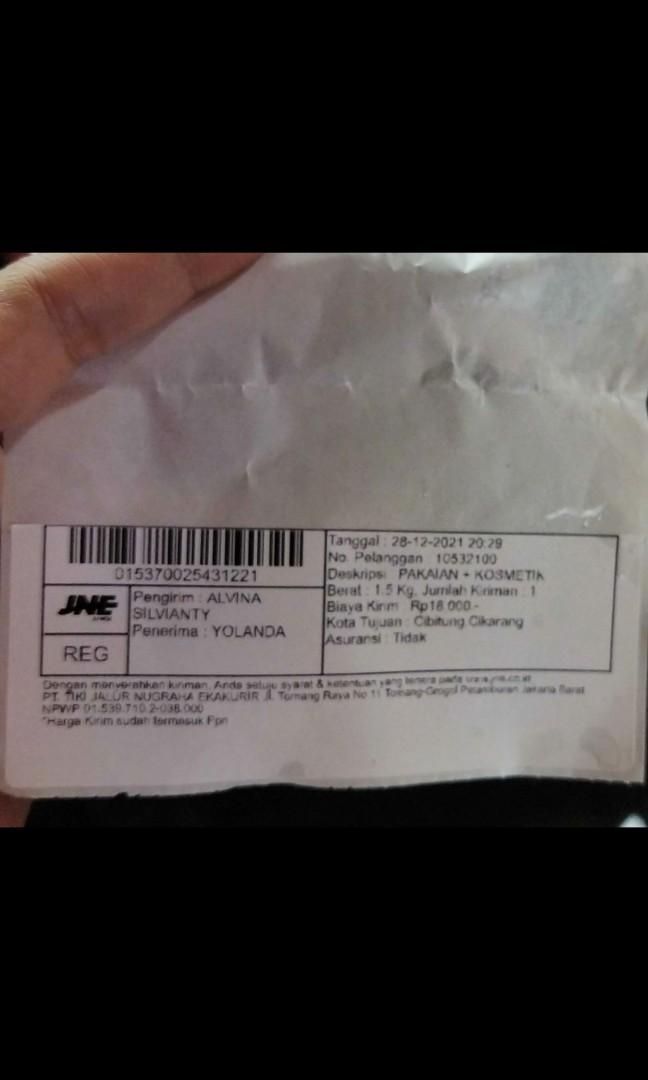 015370025431221
JNE
REG
Pengirim : ALVINA
SILVIANTY
Penerima : YOLANDA
Tanggal : 28-12-2021 20:29
No. Pelanggan : 10532100
Deskripsi : PAKAIAN + KOSMETIK
Berat : 1.5 Kg, Jumlah Kiriman : 1
Biaya Kirim : Rp18.000.-
Kota Tujuan : Cibitung,Cikarang
Asuransi : Tidak
Dengan menyerahkan kiriman, Anda setuju syarat & ketentuan yang tertera pada www.jne.co.id
PT. TIKI JALUR NUGRAHA EKAKURIR Jl. Tomang Raya No 11 Tomang-Grogol Petamburan Jakarta Barat
NPWP 01.539.710.2-038.000
*Harga Kirim sudah termasuk Ppn